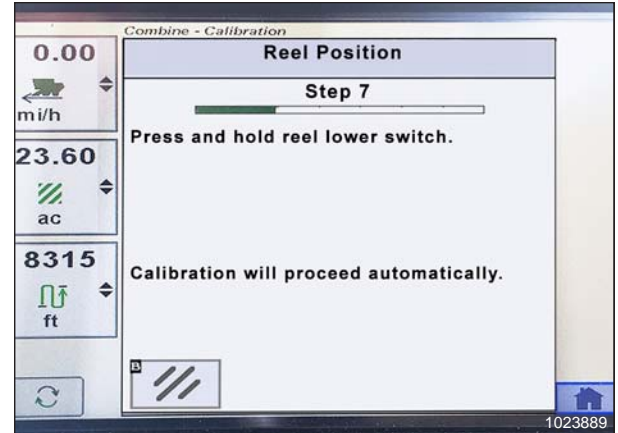 Combine - Calibration
0.00
mi/h
23.60
ac
8315
ft
Reel Position
Step 7
Press and hold reel lower switch.
Calibration will proceed automatically.
B
1023889